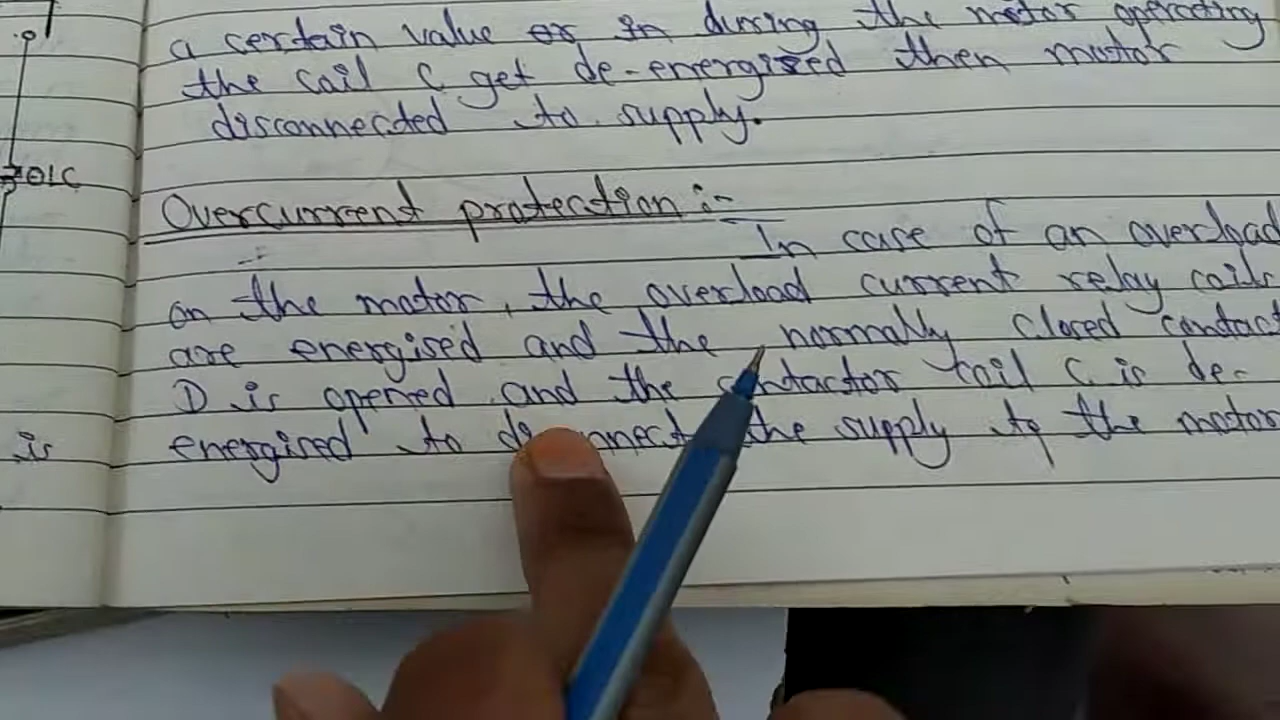 a certain value or in during the motor operating
the coil C get de-energised then motor
disconnected to supply.
OLC
Overcurrent protection :-
In case of an overload
on the motor, the overload current relay coils
are energised and the normally closed contact
D is opened and the contactor coil C is de-
is
energised to the supply to the motor